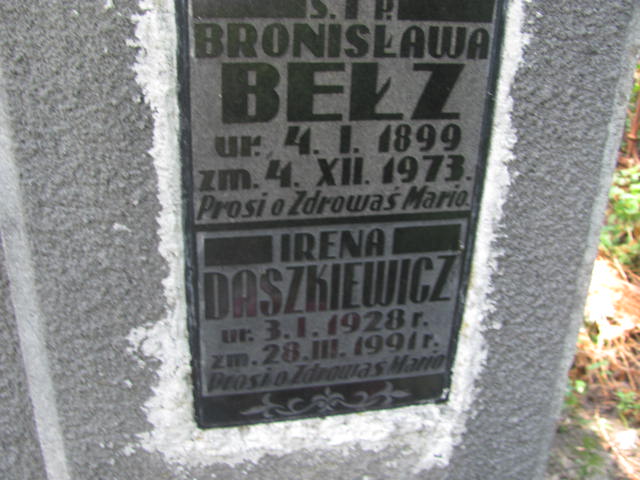 Ś. † P.
BRONISŁAWA
BEŁZ
ur. 4. I. 1899
zm. 4. XII. 1973.
Prosi o Zdrowaś Mario.
IRENA
DASZKIEWICZ
ur. 3. I. 1928 r.
zm. 28. III. 1991 r.
Prosi o Zdrowaś Mario